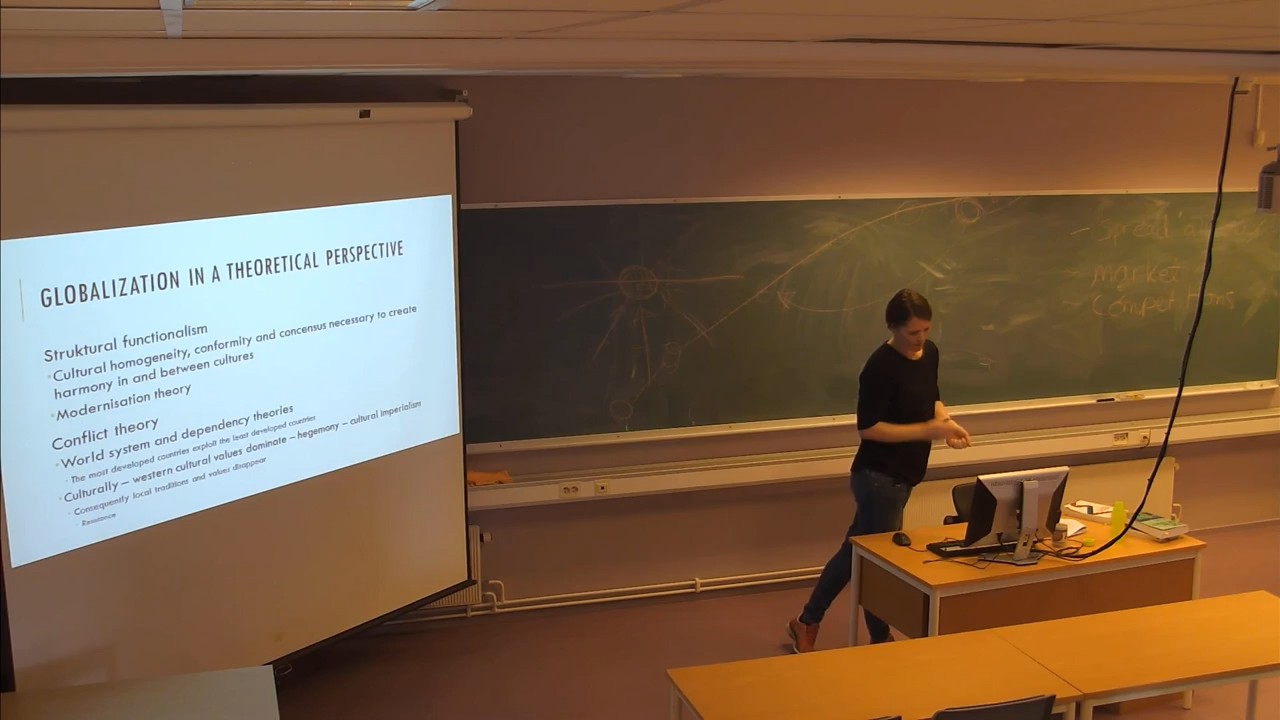 GLOBALIZATION IN A THEORETICAL PERSPECTIVE
Struktural functionalism
Cultural homogeneity, conformity and concensus necessary to create
harmony in and between cultures
Modernisation theory
Conflict theory
World system and dependency theories
The most developed countries exploit the least developed countries
Culturally – western cultural values dominate – hegemony – cultural imperialism
Consequently local traditions and values disappear
Resistance
- spread
market
- Competitions